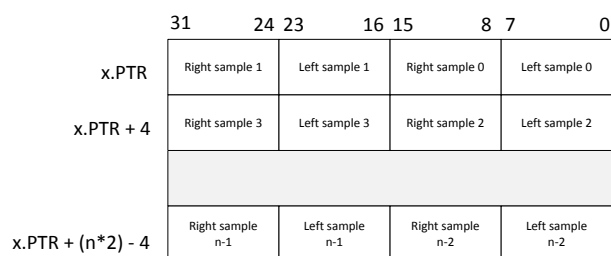 31 24 23 16 15 8 7 0
x.PTR Right sample 1 Left sample 1 Right sample 0 Left sample 0
x.PTR + 4 Right sample 3 Left sample 3 Right sample 2 Left sample 2
x.PTR + (n*2) - 4 Right sample n-1 Left sample n-1 Right sample n-2 Left sample n-2